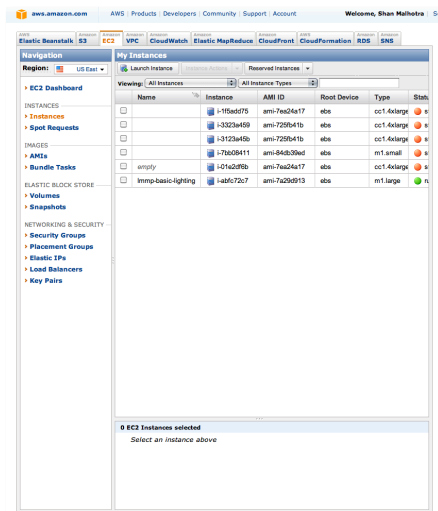 aws.amazon.com AWS | Products | Developers | Community | Support | Account Welcome, Shan Malhotra | S
AWS Elastic Beanstalk Amazon S3 Amazon EC2 Amazon VPC Amazon CloudWatch Amazon Elastic MapReduce Amazon CloudFront AWS CloudFormation Amazon RDS Amazon SNS
Navigation
Region: US East
EC2 Dashboard
INSTANCES
Instances
Spot Requests
IMAGES
AMIs
Bundle Tasks
ELASTIC BLOCK STORE
Volumes
Snapshots
NETWORKING & SECURITY
Security Groups
Placement Groups
Elastic IPs
Load Balancers
Key Pairs
My Instances
Launch Instance Instance Actions Reserved Instances
Viewing: All Instances All Instance Types
Name Instance AMI ID Root Device Type Statu
i-1f5add75 ami-7ea24a17 ebs cc1.4xlarge s
i-3323a459 ami-725fb41b ebs cc1.4xlarge s
i-3123a45b ami-725fb41b ebs cc1.4xlarge s
i-7bb08411 ami-84db39ed ebs m1.small s
empty i-01e2df6b ami-7ea24a17 ebs cc1.4xlarge s
lmmp-basic-lighting i-abfc72c7 ami-7a29d913 ebs m1.large ru
0 EC2 Instances selected
Select an instance above